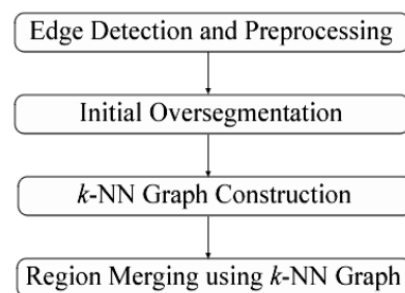 Edge Detection and Preprocessing
Initial Oversegmentation
k-NN Graph Construction
Region Merging using k-NN Graph